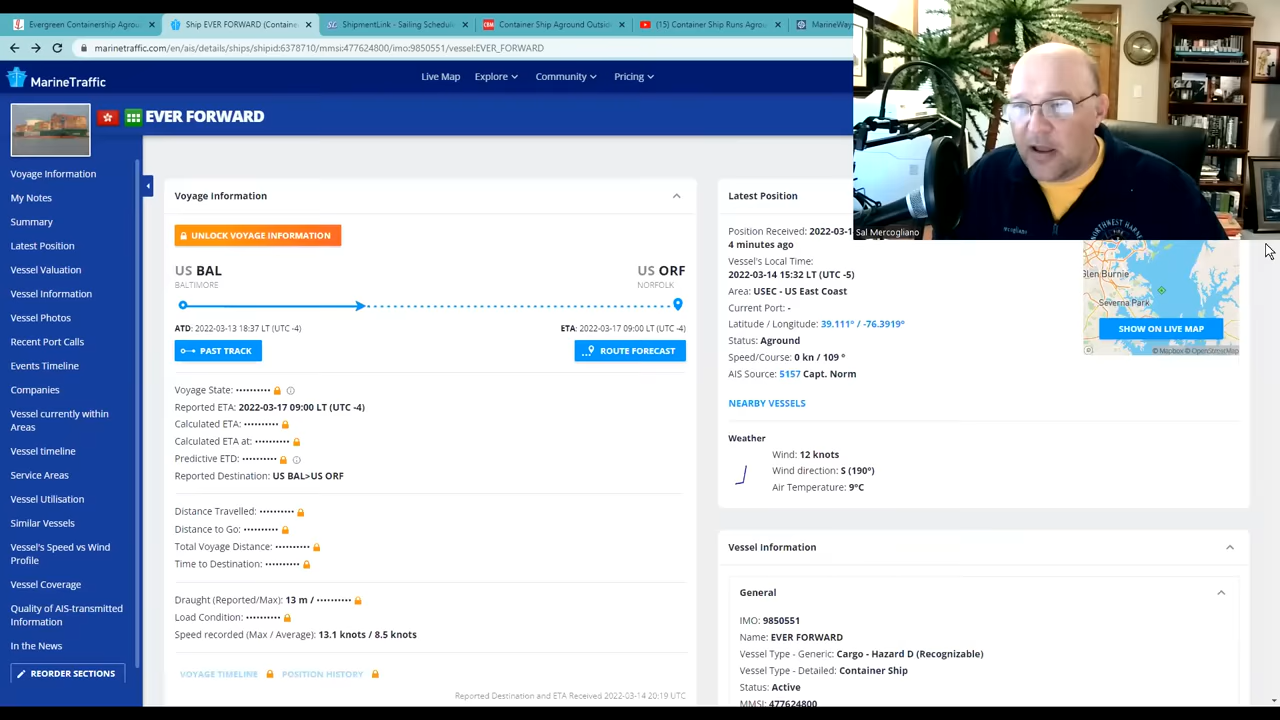 Evergreen Containership Agrou
Ship EVER FORWARD (Containe
ShipmentLink - Sailing Schedul
Container Ship Aground Outsid
(15) Container Ship Runs Agrou
MarineWay
marinetraffic.com/en/ais/details/ships/shipid:6378710/mmsi:477624800/imo:9850551/vessel:EVER_FORWARD
MarineTraffic
Live Map
Explore
Community
Pricing
EVER FORWARD
Voyage Information
My Notes
Summary
Latest Position
Vessel Valuation
Vessel Information
Vessel Photos
Recent Port Calls
Events Timeline
Companies
Vessel currently within
Areas
Vessel timeline
Service Areas
Vessel Utilisation
Similar Vessels
Vessel's Speed vs Wind
Profile
Vessel Coverage
Quality of AIS-transmitted
Information
In the News
REORDER SECTIONS
Voyage Information
UNLOCK VOYAGE INFORMATION
US BAL
BALTIMORE
US ORF
NORFOLK
ATD: 2022-03-13 18:37 LT (UTC -4)
ETA: 2022-03-17 09:00 LT (UTC -4)
PAST TRACK
ROUTE FORECAST
Voyage State: ••••••••••
Reported ETA: 2022-03-17 09:00 LT (UTC -4)
Calculated ETA: ••••••••••
Calculated ETA at: ••••••••••
Predictive ETD: ••••••••••
Reported Destination: US BAL>US ORF
Distance Travelled: ••••••••••
Distance to Go: ••••••••••
Total Voyage Distance: ••••••••••
Time to Destination: ••••••••••
Draught (Reported/Max): 13 m / ••••••••••
Load Condition: ••••••••••
Speed recorded (Max / Average): 13.1 knots / 8.5 knots
VOYAGE TIMELINE
POSITION HISTORY
Reported Destination and ETA Received 2022-03-14 20:19 UTC
Latest Position
Position Received: 2022-03-1
4 minutes ago
Vessel's Local Time:
2022-03-14 15:32 LT (UTC -5)
Area: USEC - US East Coast
Current Port: -
Latitude / Longitude: 39.111° / -76.3919°
Status: Aground
Speed/Course: 0 kn / 109 °
AIS Source: 5157 Capt. Norm
NEARBY VESSELS
Weather
Wind: 12 knots
Wind direction: S (190°)
Air Temperature: 9°C
Glen Burnie
Severna Park
SHOW ON LIVE MAP
© Mapbox © OpenStreetMap
Vessel Information
General
IMO: 9850551
Name: EVER FORWARD
Vessel Type - Generic: Cargo - Hazard D (Recognizable)
Vessel Type - Detailed: Container Ship
Status: Active
MMSI: 477624800
Sal Mercogliano
NORTHWEST HARN